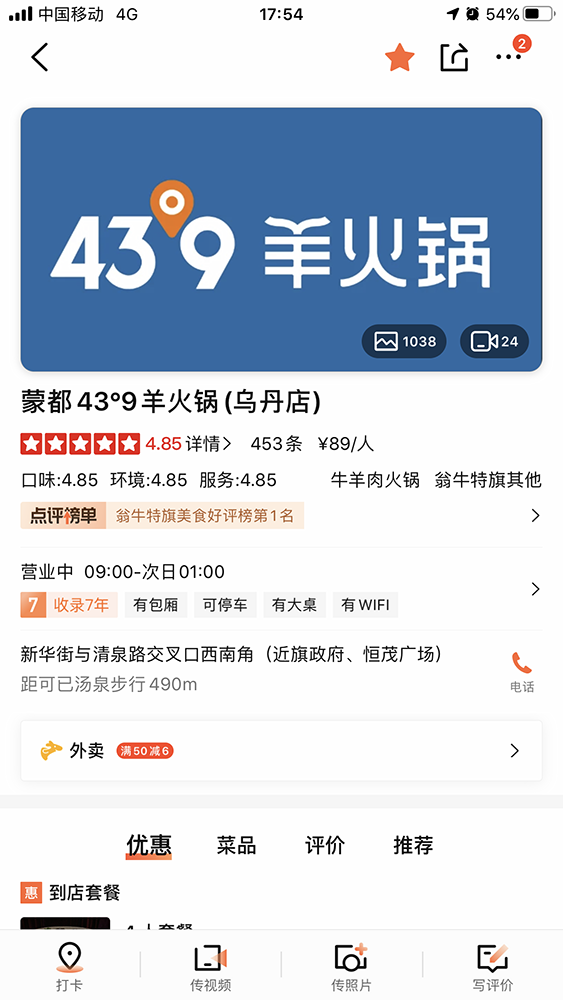 中国移动 4G 17:54 54%
2
43°9 羊火锅
1038 24
蒙都 43°9 羊火锅 (乌丹店)
4.85 详情 453条 ¥89/人
口味:4.85 环境:4.85 服务:4.85 牛羊肉火锅 翁牛特旗其他
点评榜单 翁牛特旗美食好评榜第1名
营业中 09:00-次日01:00
7 收录7年 有包厢 可停车 有大桌 有WIFI
新华街与清泉路交叉口西南角（近旗政府、恒茂广场）
距可已汤泉步行490m
电话
外卖 满50减6
优惠 菜品 评价 推荐
惠 到店套餐
打卡 传视频 传照片 写评价